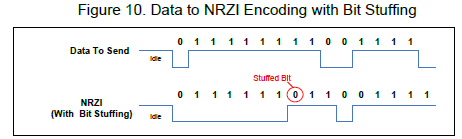 Figure 10. Data to NRZI Encoding with Bit Stuffing
0 1 1 1 1 1 1 1 1 0 0 1 1 1 1
Data To Send
Idle
Stuffed Bit
0 1 1 1 1 1 1 0 1 1 0 0 1 1 1 1
NRZI
(With Bit Stuffing)
Idle